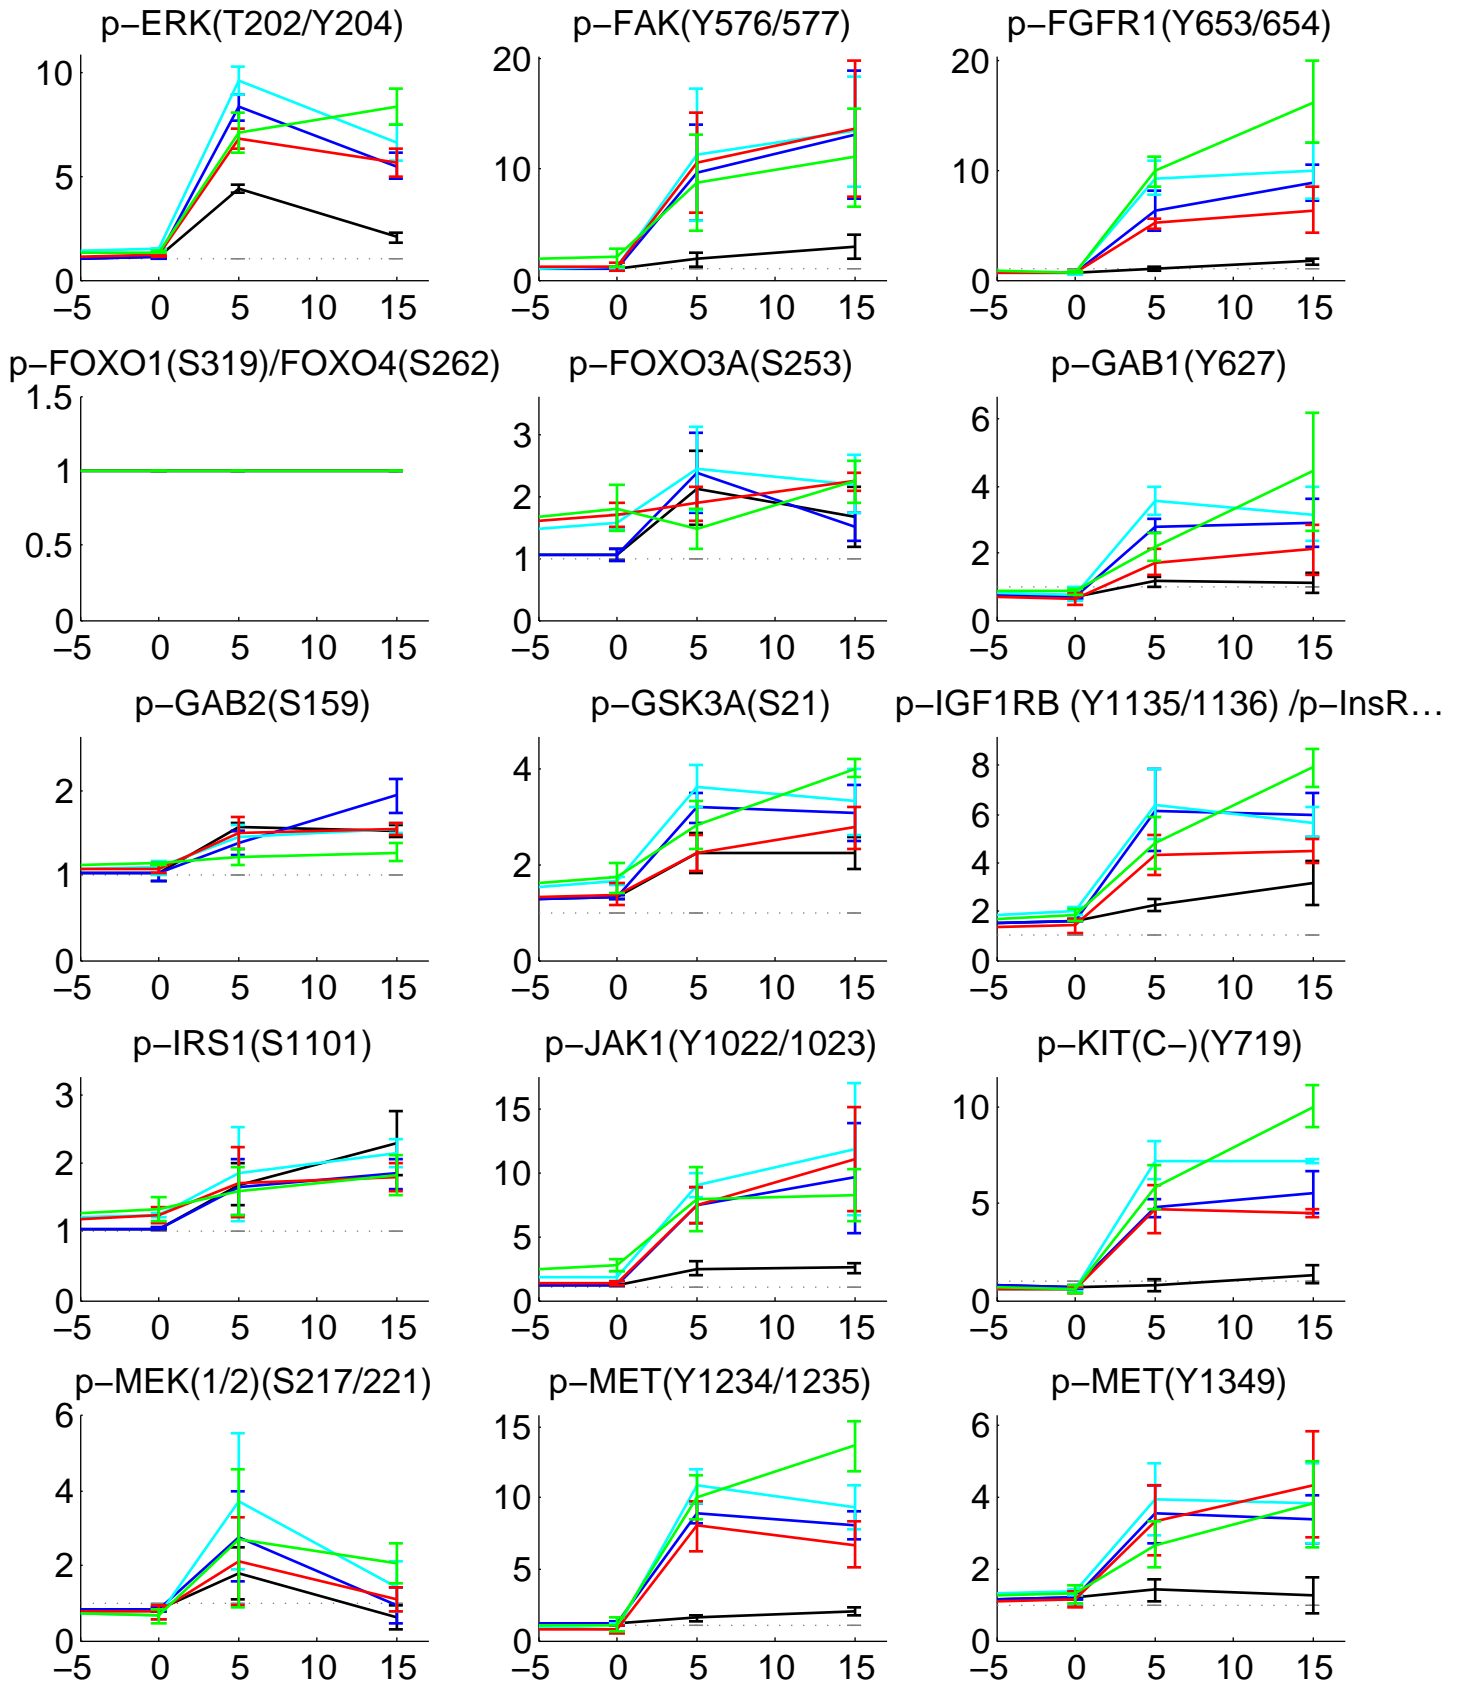 p−ERK(T202/Y204) p−FAK(Y576/577) p−FGFR1(Y653/654)
10 20 20
5 10 10
0 0 0
−5 0 5 10 15 −5 0 5 10 15 −5 0 5 10 15
p−FOXO1(S319)/FOXO4(S262) p−FOXO3A(S253) p−GAB1(Y627)
1.5 3 6
1 2 4
0.5 1 2
0 0 0
−5 0 5 10 15 −5 0 5 10 15 −5 0 5 10 15
p−GAB2(S159) p−GSK3A(S21) p−IGF1RB (Y1135/1136) /p−InsR…
2 4 8
1 2 6
0 0 4
2
0
−5 0 5 10 15 −5 0 5 10 15 −5 0 5 10 15
p−IRS1(S1101) p−JAK1(Y1022/1023) p−KIT(C−)(Y719)
3 15 10
2 10 5
1 5 0
0 0
−5 0 5 10 15 −5 0 5 10 15 −5 0 5 10 15
p−MEK(1/2)(S217/221) p−MET(Y1234/1235) p−MET(Y1349)
6 15 6
4 10 4
2 5 2
0 0 0
−5 0 5 10 15 −5 0 5 10 15 −5 0 5 10 15